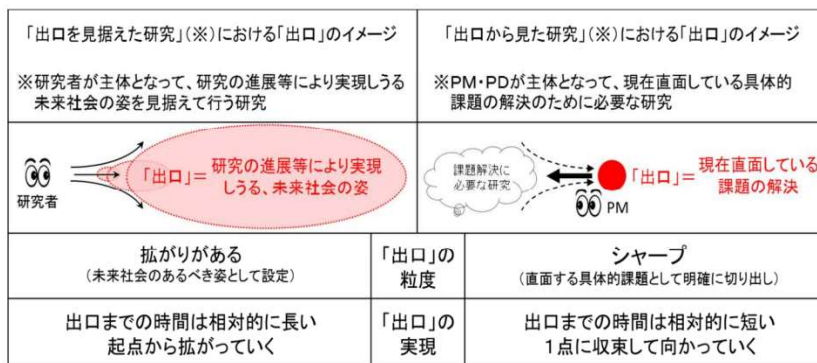 「出口を見据えた研究」(※)における「出口」のイメージ
※研究者が主体となって、研究の進展等により実現しうる
未来社会の姿を見据えて行う研究
「出口から見た研究」(※)における「出口」のイメージ
※PM・PDが主体となって、現在直面している具体的
課題の解決のために必要な研究
研究者
「出口」=
研究の進展等により実現
しうる、未来社会の姿
課題解決に
必要な研究
PM
「出口」=
現在直面している
課題の解決
拡がりがある
(未来社会のあるべき姿として設定)
「出口」の
粒度
シャープ
(直面する具体的課題として明確に切り出し)
出口までの時間は相対的に長い
起点から拡がっていく
「出口」の
実現
出口までの時間は相対的に短い
1点に収束して向かっていく